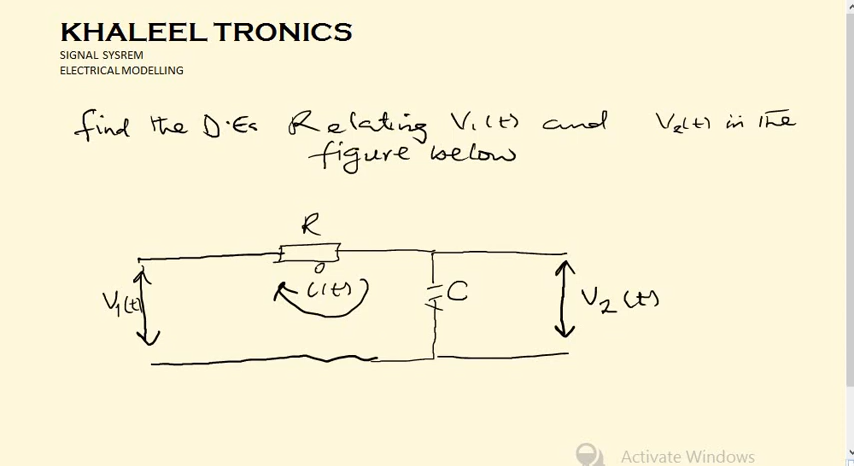 KHALEEL TRONICS
SIGNAL SYSREM
ELECTRICAL MODELLING
find the D.Es Relating V1(t) and V2(t) in the
figure below
R
i(t)
V1(t)
C
V2(t)
Activate Windows